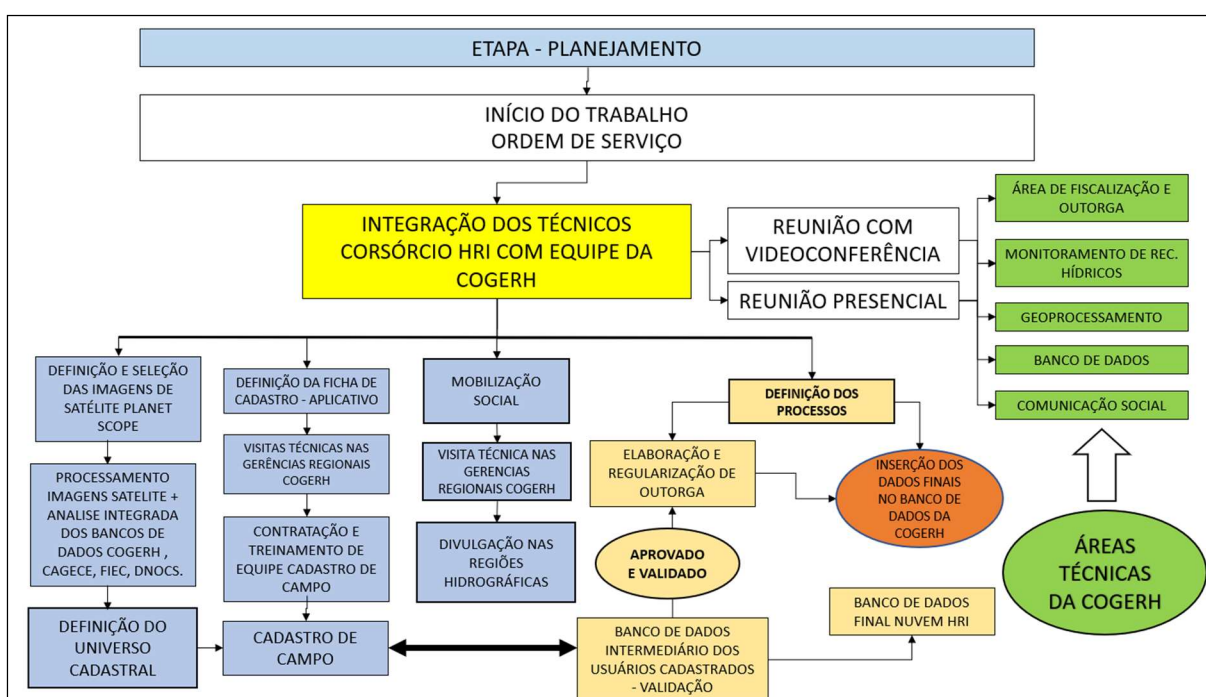 ETAPA - PLANEJAMENTO
INÍCIO DO TRABALHO
ORDEM DE SERVIÇO
INTEGRAÇÃO DOS TÉCNICOS
CORSÓRCIO HRI COM EQUIPE DA
COGERH
REUNIÃO COM
VIDEOCONFERÊNCIA
REUNIÃO PRESENCIAL
ÁREA DE FISCALIZAÇÃO E
OUTORGA
MONITORAMENTO DE REC.
HÍDRICOS
GEOPROCESSAMENTO
BANCO DE DADOS
COMUNICAÇÃO SOCIAL
ÁREAS
TÉCNICAS
DA COGERH
DEFINIÇÃO E SELEÇÃO
DAS IMAGENS DE
SATÉLITE PLANET
SCOPE
PROCESSAMENTO
IMAGENS SATELITE +
ANALISE INTEGRADA
DOS BANCOS DE
DADOS COGERH ,
CAGECE, FIEC, DNOCS.
DEFINIÇÃO DO
UNIVERSO
CADASTRAL
DEFINIÇÃO DA FICHA DE
CADASTRO - APLICATIVO
VISITAS TÉCNICAS NAS
GERÊNCIAS REGIONAIS
COGERH
CONTRATAÇÃO E
TREINAMENTO DE
EQUIPE CADASTRO DE
CAMPO
CADASTRO DE
CAMPO
MOBILIZAÇÃO
SOCIAL
VISITA TÉCNICA NAS
GERENCIAS
REGIONAIS COGERH
DIVULGAÇÃO NAS
REGIÕES
HIDROGRÁFICAS
DEFINIÇÃO DOS
PROCESSOS
ELABORAÇÃO E
REGULARIZAÇÃO DE
OUTORGA
INSERÇÃO DOS
DADOS FINAIS
NO BANCO DE
DADOS DA
COGERH
APROVADO
E VALIDADO
BANCO DE DADOS
INTERMEDIÁRIO DOS
USUÁRIOS CADASTRADOS
- VALIDAÇÃO
BANCO DE DADOS
FINAL NUVEM HRI